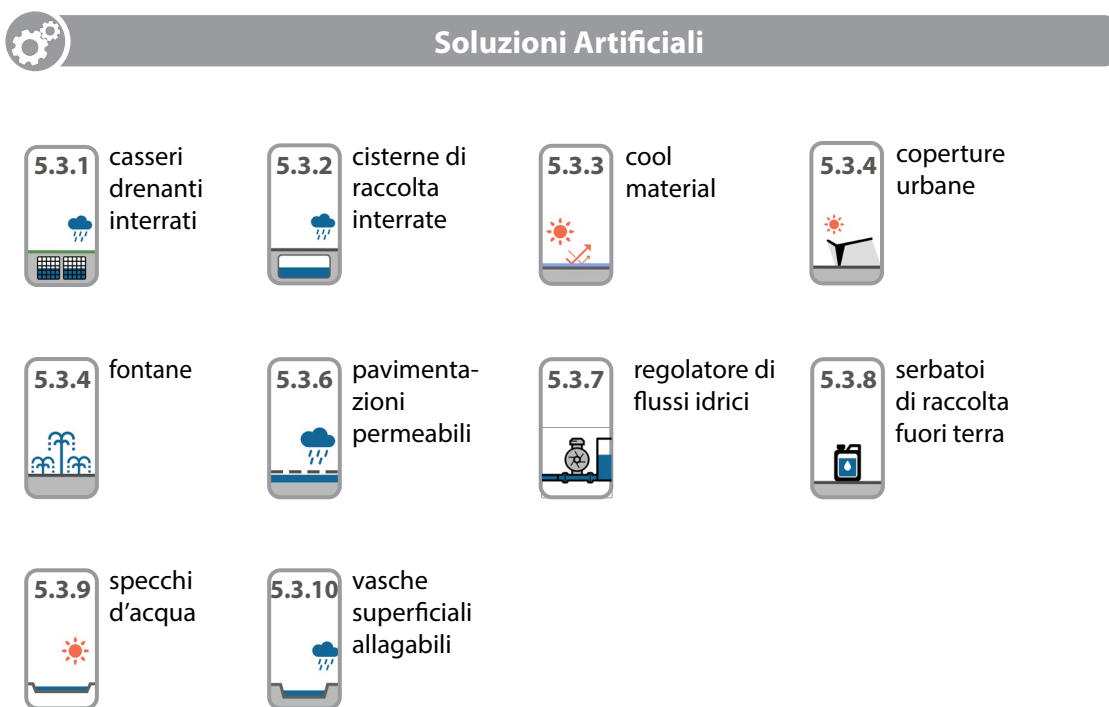 Soluzioni Artificiali
5.3.1
casseri
drenanti
interrati
5.3.2
cisterne di
raccolta
interrate
5.3.3
cool
material
5.3.4
coperture
urbane
5.3.4
fontane
5.3.6
pavimenta-
zioni
permeabili
5.3.7
regolatore di
flussi idrici
5.3.8
serbatoi
di raccolta
fuori terra
5.3.9
specchi
d’acqua
5.3.10
vasche
superficiali
allagabili